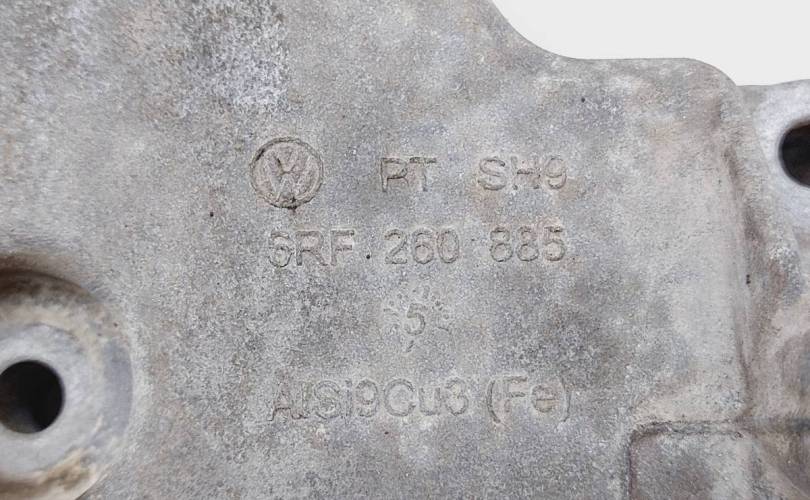 PT SH9
6RF 260 885
5
AlSi9Cu3 (Fe)